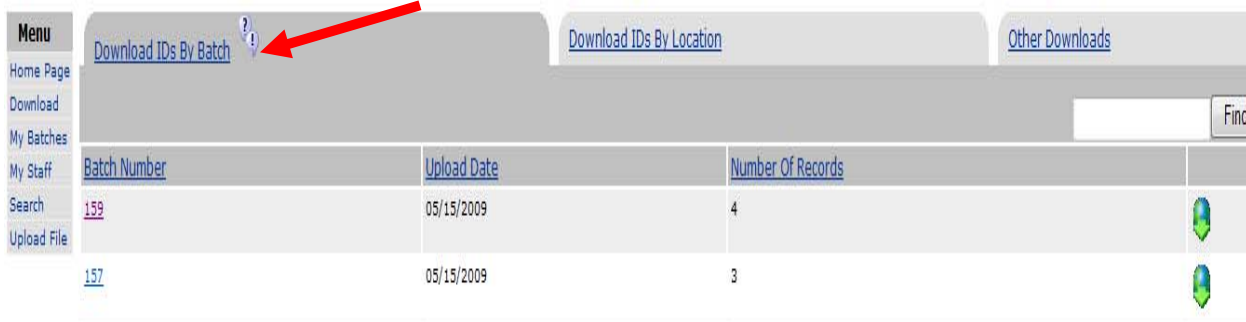 Menu
Home Page
Download
My Batches
My Staff
Search
Upload File
Download IDs By Batch ? !
Download IDs By Location
Other Downloads
Find
Batch Number Upload Date Number Of Records
159 05/15/2009 4
157 05/15/2009 3